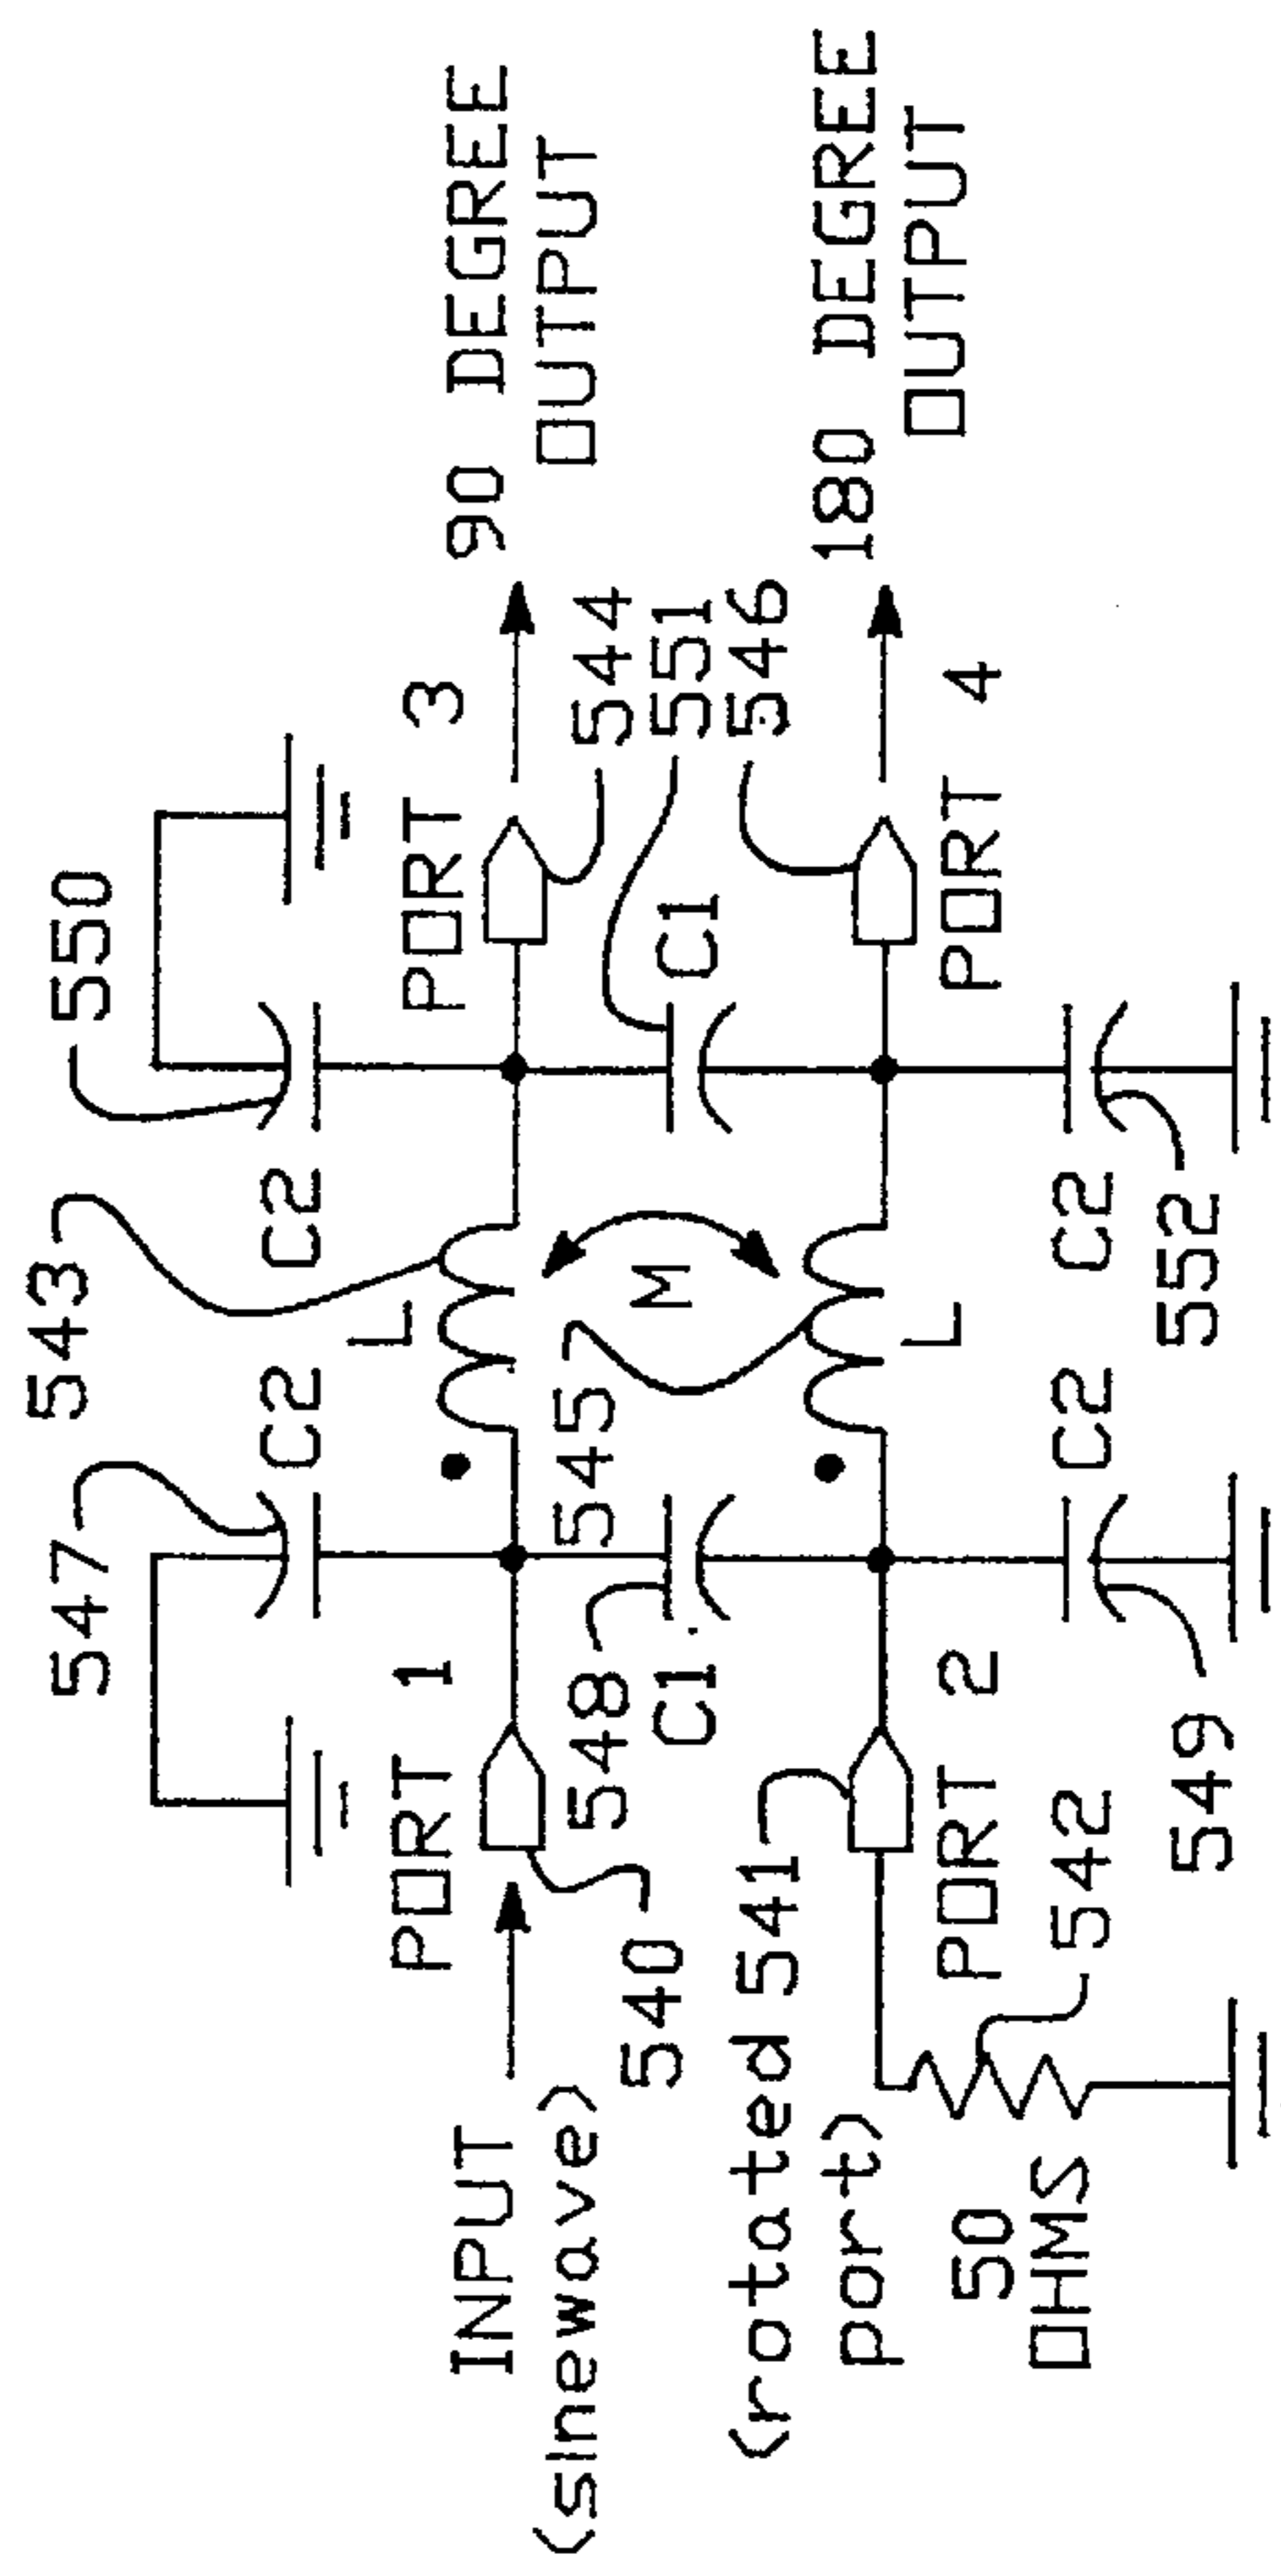 550
543
547
C2
C2
L
PORT 1
PORT 3
INPUT
(sinewave)
90 DEGREE
OUTPUT
540
548
C1
545
M
C1
544
551
546
(rotated
port)
541
180 DEGREE
OUTPUT
L
PORT 2
PORT 4
50
OHMS
542
C2
C2
549
552